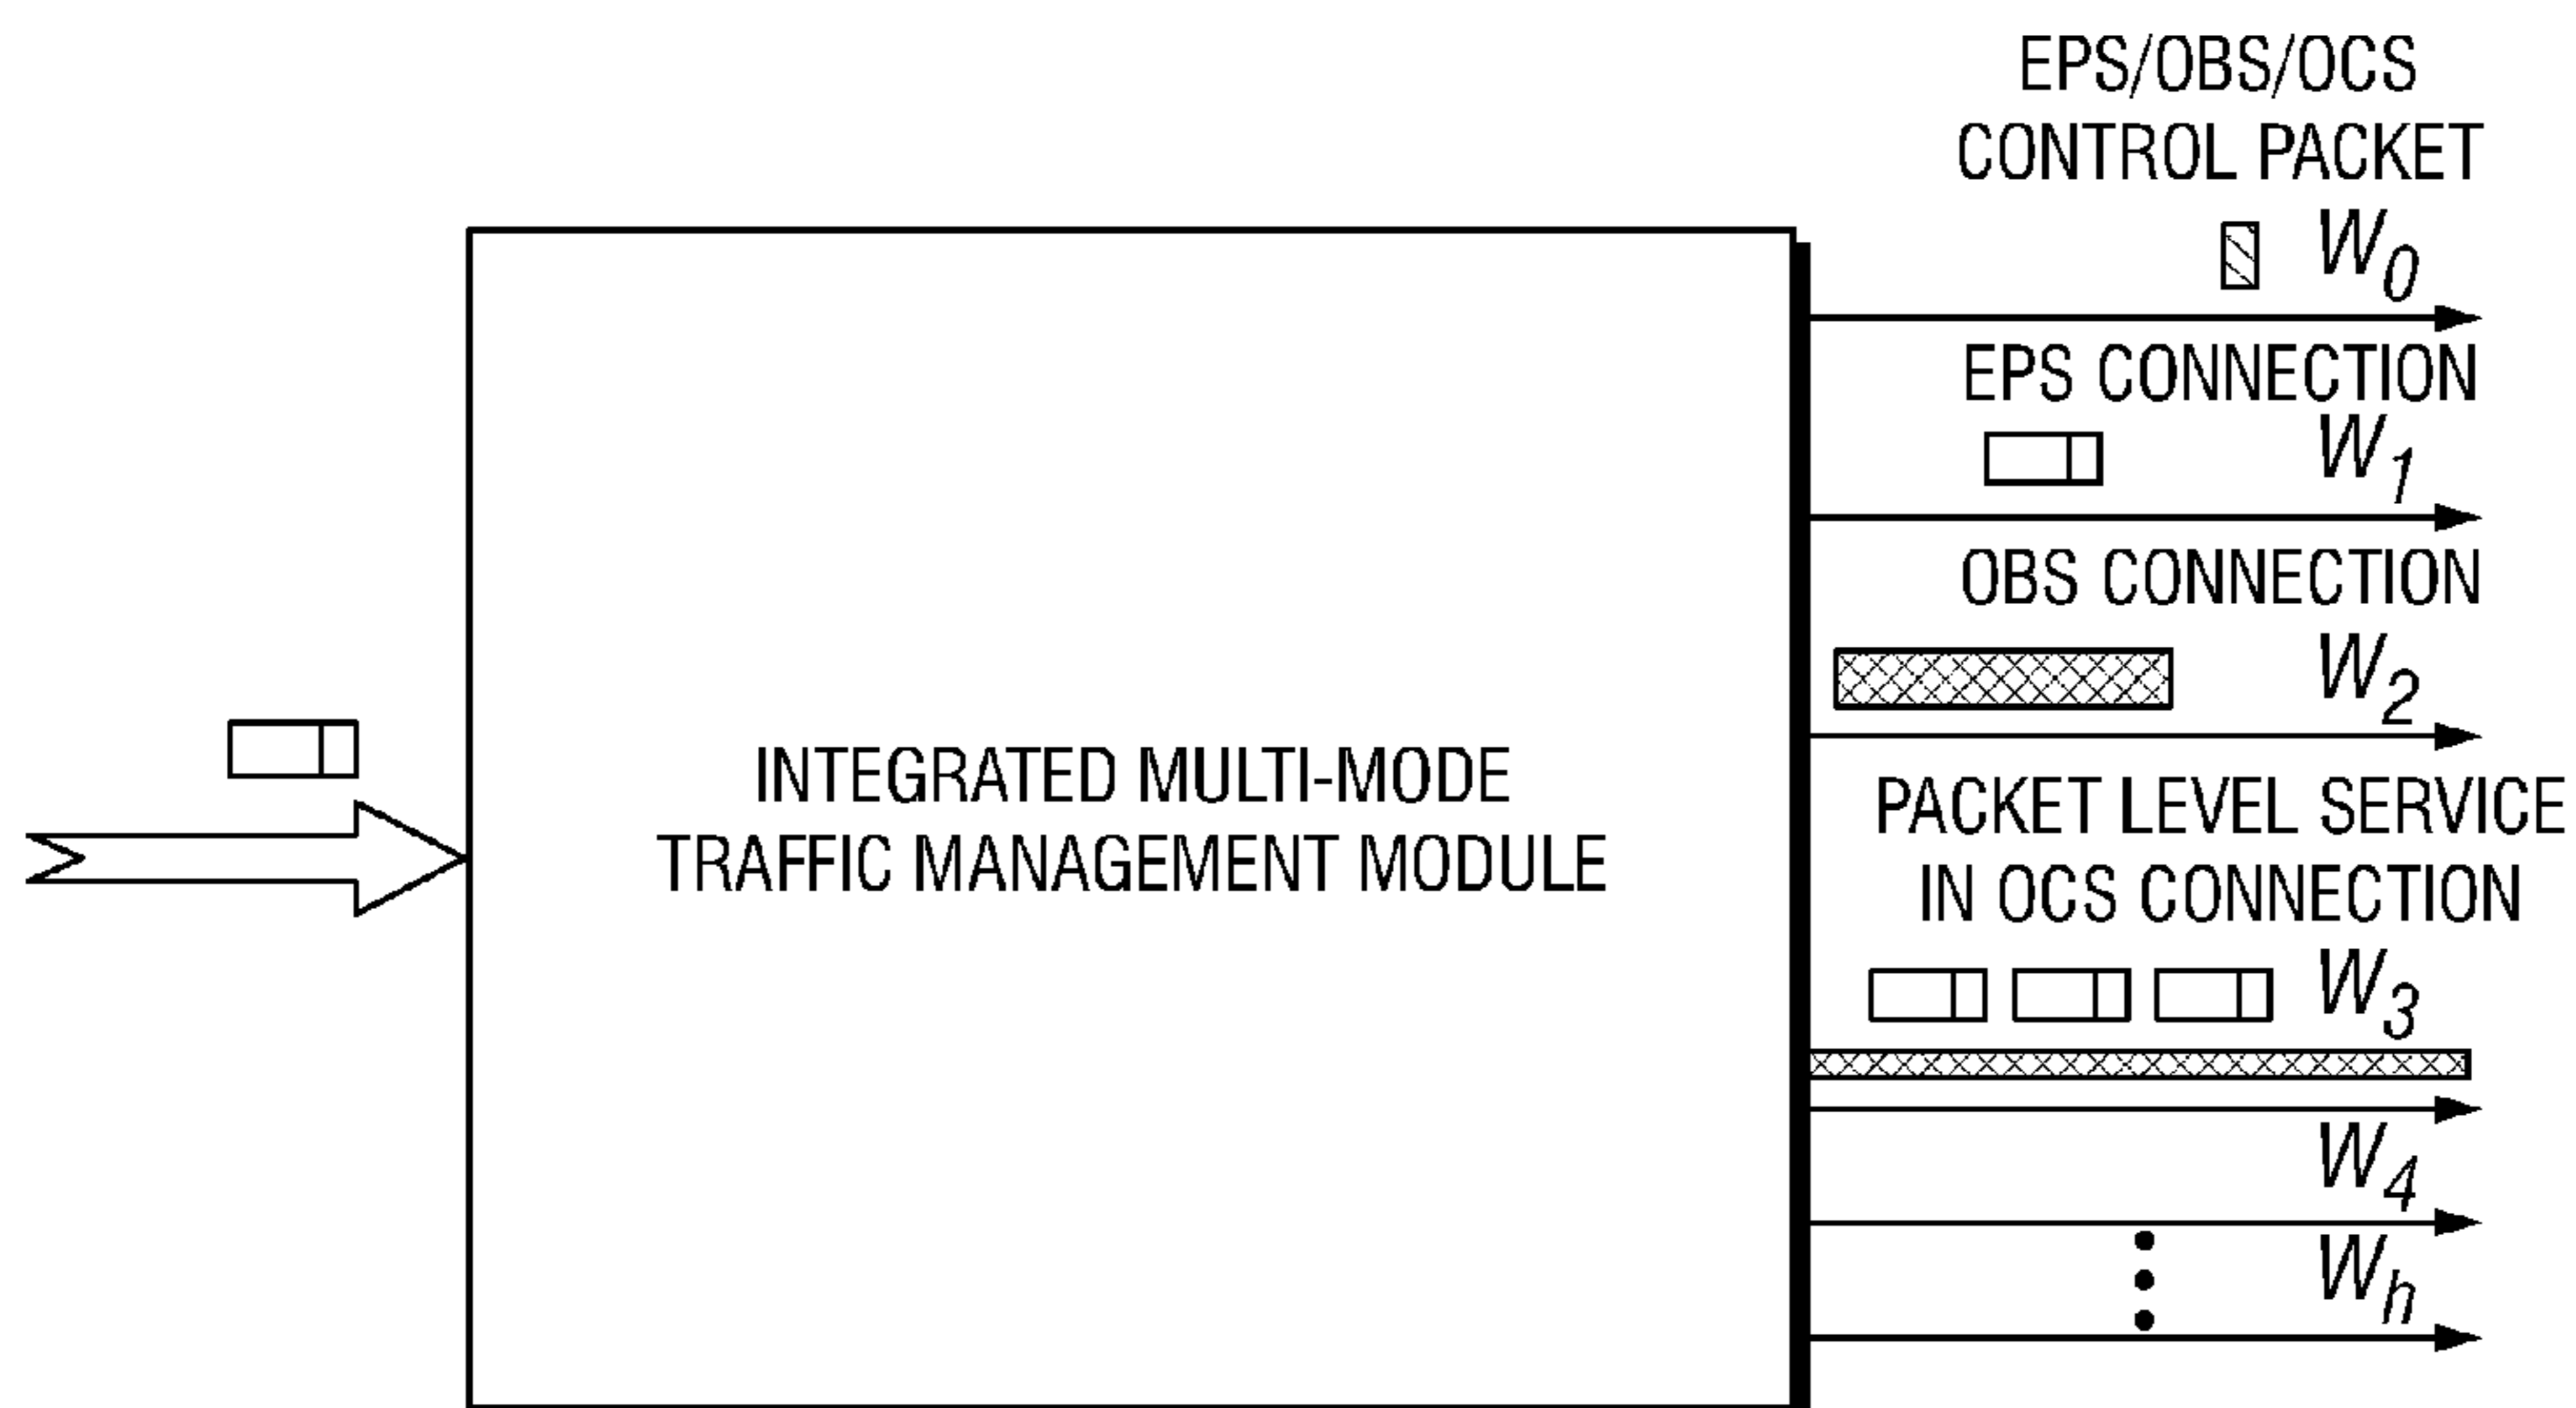 EPS/OBS/OCS
CONTROL PACKET
W0
EPS CONNECTION
W1
OBS CONNECTION
W2
INTEGRATED MULTI-MODE
TRAFFIC MANAGEMENT MODULE
PACKET LEVEL SERVICE
IN OCS CONNECTION
W3
W4
Wh